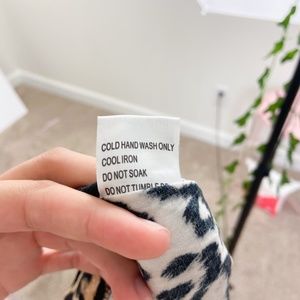 COLD HAND WASH ONLY
COOL IRON
DO NOT SOAK
DO NOT TUMBLE